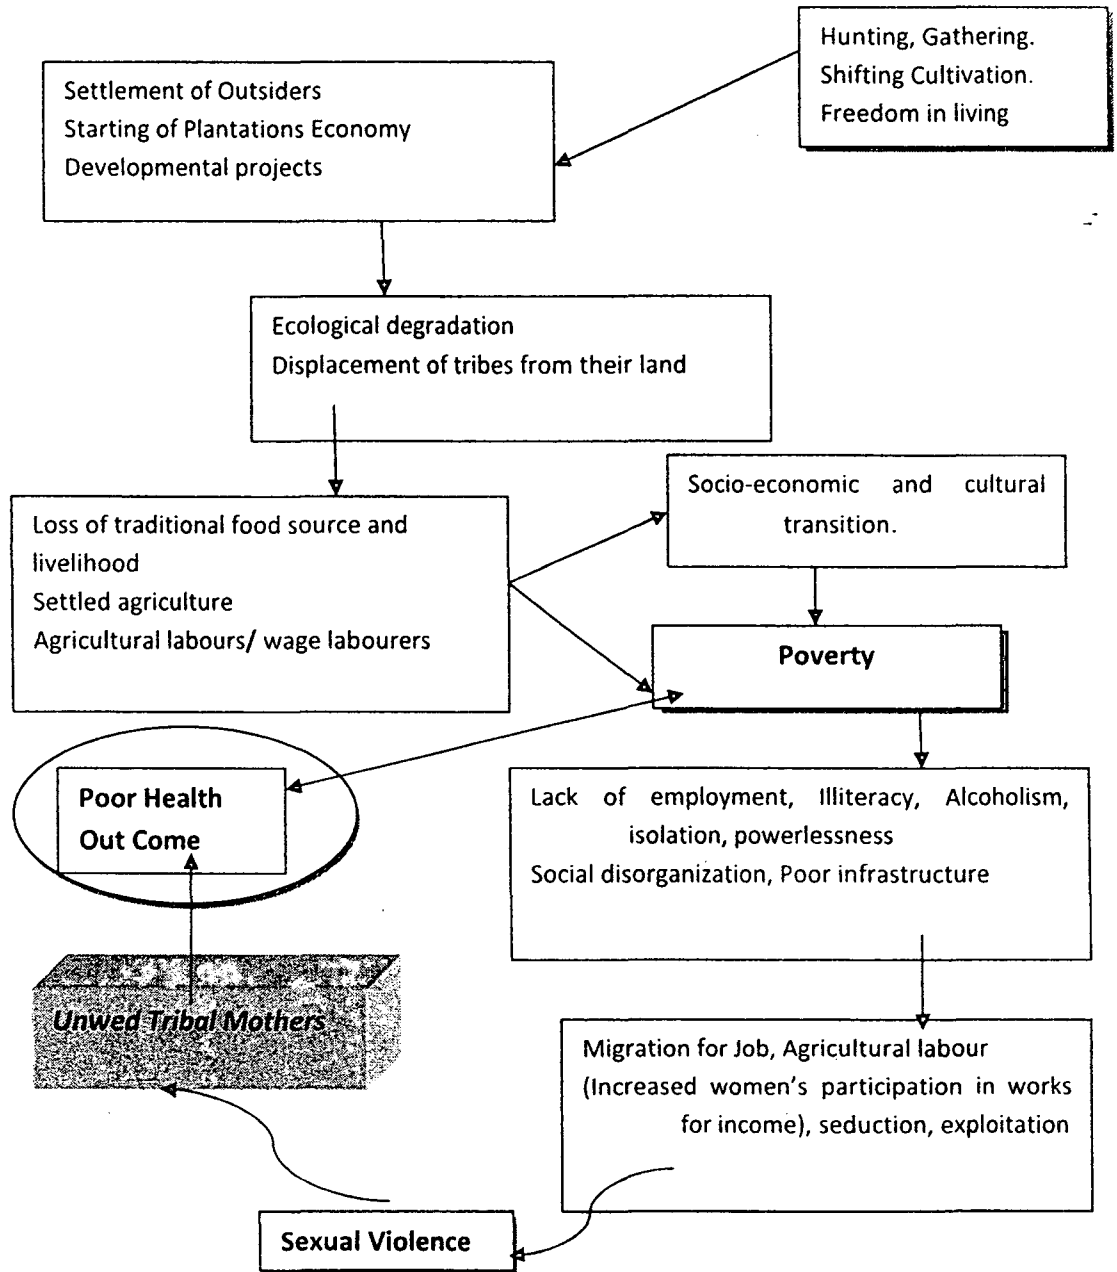 Hunting, Gathering.
Shifting Cultivation.
Freedom in living
Settlement of Outsiders
Starting of Plantations Economy
Developmental projects
Ecological degradation
Displacement of tribes from their land
Socio-economic and cultural
transition.
Loss of traditional food source and
livelihood
Settled agriculture
Agricultural labours/ wage labourers
Poverty
Poor Health
Out Come
Lack of employment, Illiteracy, Alcoholism,
isolation, powerlessness
Social disorganization, Poor infrastructure
Unwed Tribal Mothers
Migration for Job, Agricultural labour
(Increased women's participation in works
for income), seduction, exploitation
Sexual Violence